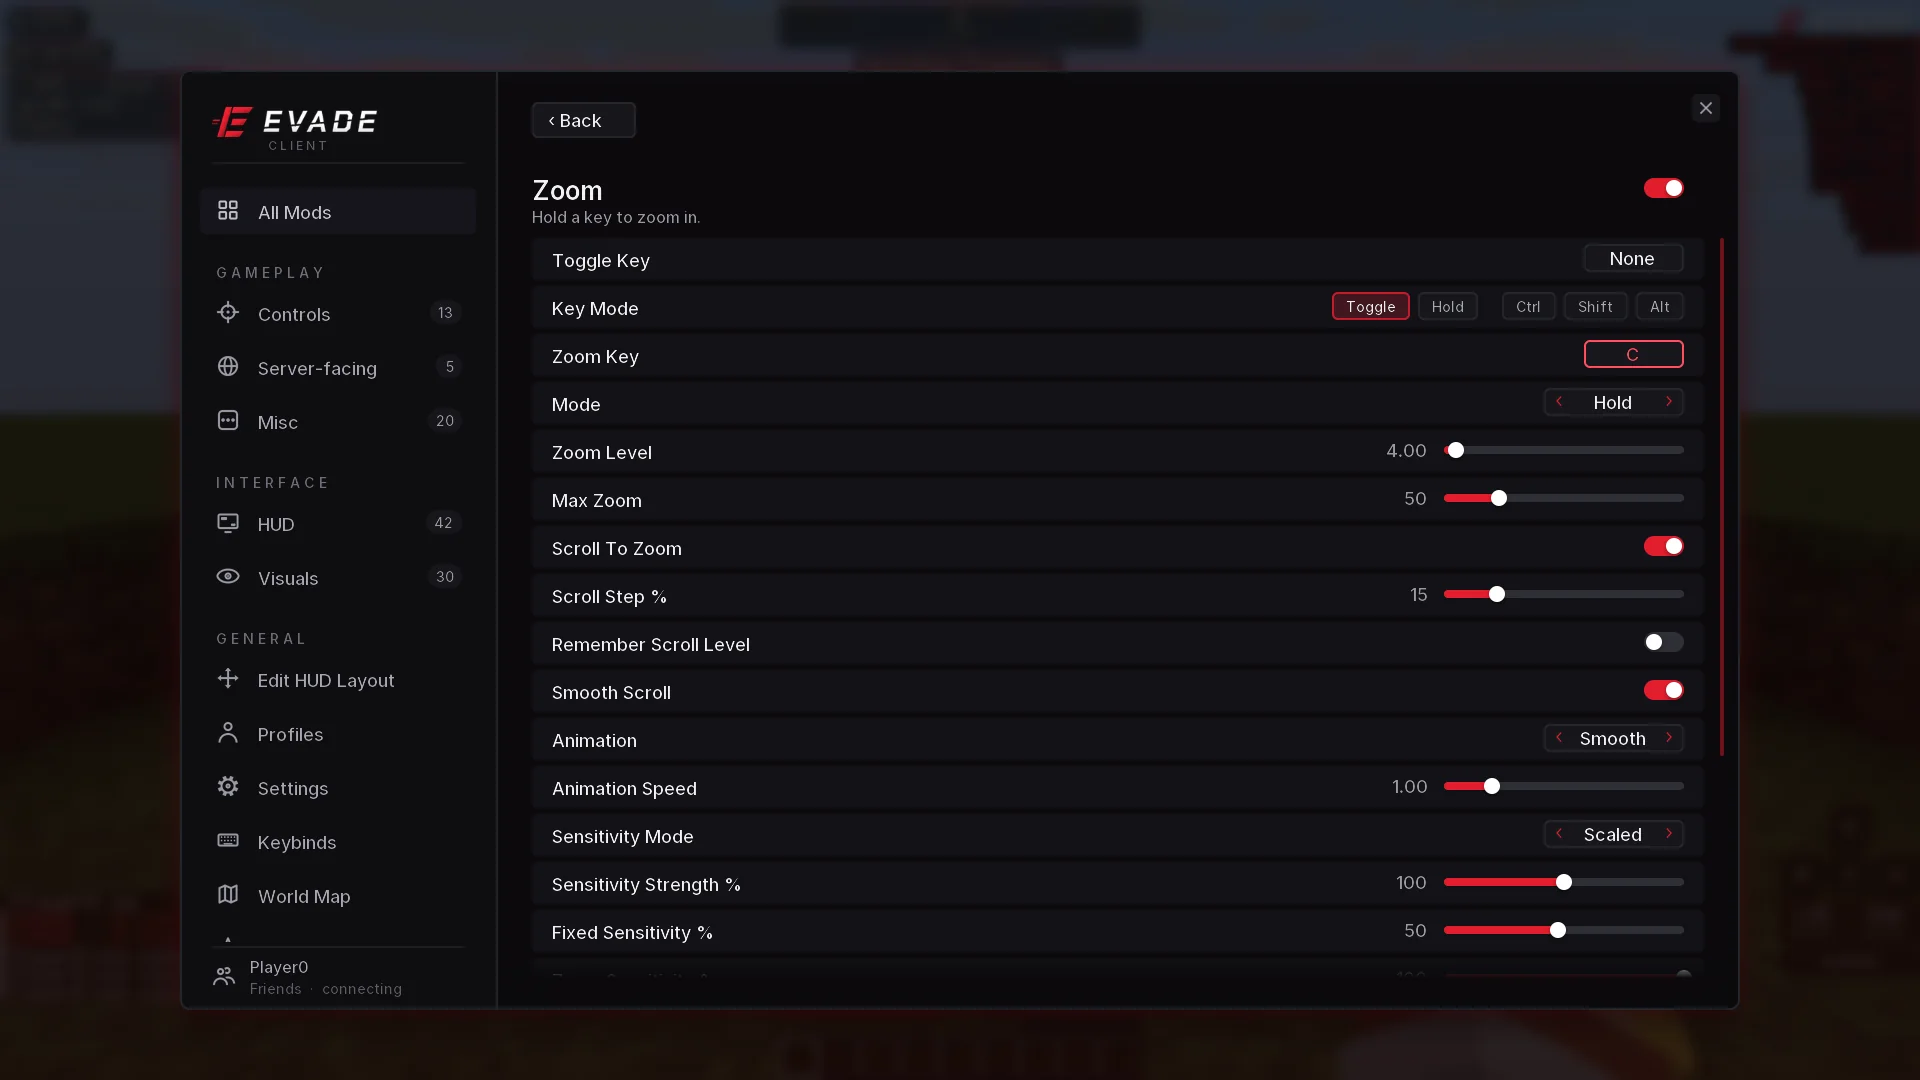 EVADE
CLIENT
All Mods
GAMEPLAY
Controls 13
Server-facing 5
Misc 20
INTERFACE
HUD 42
Visuals 30
GENERAL
Edit HUD Layout
Profiles
Settings
Keybinds
World Map
Player0
Friends · connecting
‹ Back
Zoom
Hold a key to zoom in.
Toggle Key None
Key Mode Toggle Hold Ctrl Shift Alt
Zoom Key C
Mode Hold
Zoom Level 4.00
Max Zoom 50
Scroll To Zoom
Scroll Step % 15
Remember Scroll Level
Smooth Scroll
Animation Smooth
Animation Speed 1.00
Sensitivity Mode Scaled
Sensitivity Strength % 100
Fixed Sensitivity % 50